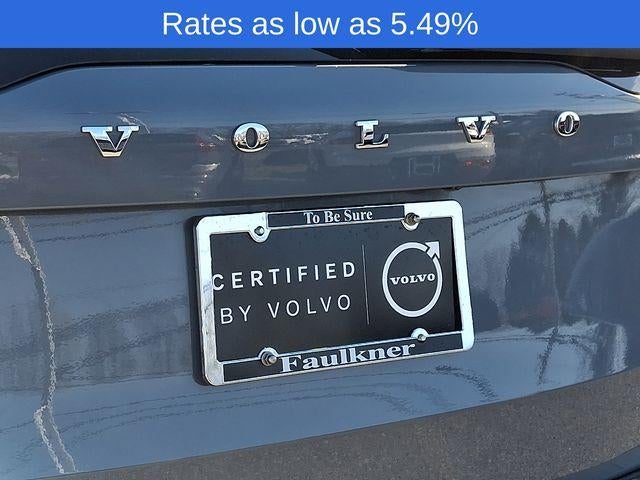 Rates as low as 5.49%
VOLVO
To Be Sure
CERTIFIED
BY VOLVO
VOLVO
Faulkner